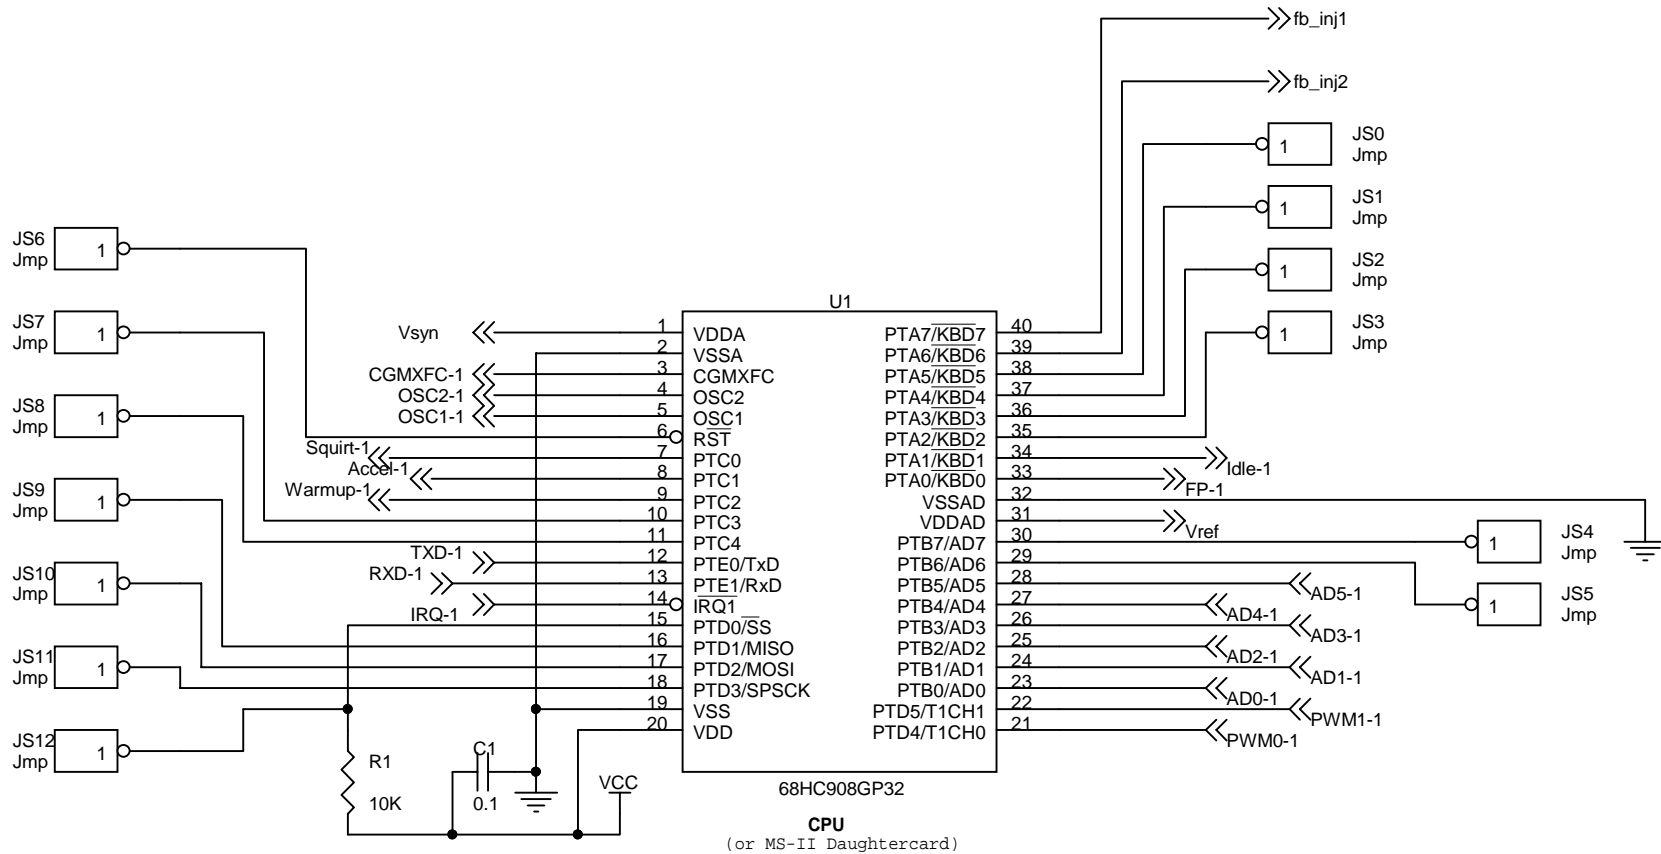 fb_inj1
fb_inj2
JS0
Jmp
1
JS1
Jmp
1
JS2
Jmp
1
JS3
Jmp
1
JS6
Jmp
1
JS7
Jmp
1
JS8
Jmp
1
JS9
Jmp
1
JS10
Jmp
1
JS11
Jmp
1
JS12
Jmp
1
Vsyn
CGMXFC-1
OSC2-1
OSC1-1
Squirt-1
Accel-1
Warmup-1
TXD-1
RXD-1
IRQ-1
U1
1 VDDA
2 VSSA
3 CGMXFC
4 OSC2
5 OSC1
6 RST
7 PTC0
8 PTC1
9 PTC2
10 PTC3
11 PTC4
12 PTE0/TxD
13 PTE1/RxD
14 IRQ1
15 PTD0/SS
16 PTD1/MISO
17 PTD2/MOSI
18 PTD3/SPSCK
19 VSS
20 VDD
PTA7/KBD7 40
PTA6/KBD6 39
PTA5/KBD5 38
PTA4/KBD4 37
PTA3/KBD3 36
PTA2/KBD2 35
PTA1/KBD1 34
PTA0/KBD0 33
VSSAD 32
VDDAD 31
PTB7/AD7 30
PTB6/AD6 29
PTB5/AD5 28
PTB4/AD4 27
PTB3/AD3 26
PTB2/AD2 25
PTB1/AD1 24
PTB0/AD0 23
PTD5/T1CH1 22
PTD4/T1CH0 21
Idle-1
FP-1
Vref
JS4
Jmp
1
JS5
Jmp
1
AD5-1
AD4-1
AD3-1
AD2-1
AD1-1
AD0-1
PWM1-1
PWM0-1
R1
10K
C1
0.1
VCC
68HC908GP32
CPU
(or MS-II Daughtercard)